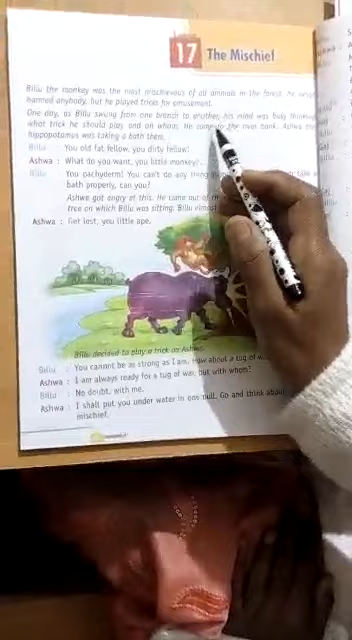 17 The Mischief
Billu the monkey was the most mischievous of all animals in the forest. He never
harmed anybody, but he played tricks for amusement.
One day, as Billu swung from one branch to another, his mind was busy thinking
what trick he should play and on whom. He came to the river bank. Ashwa the
hippopotamus was taking a bath there.
Billu : You old fat fellow, you dirty fellow!
Ashwa : What do you want, you little monkey?
Billu : You pachyderm! You can't do any thing
bath properly, can you?
Ashwa got angry at this. He came out of
tree on which Billu was sitting. Billu almost
Ashwa : Get lost, you little ape.
Billu decided to play a trick on Ashwa.
Billu : You cannot be as strong as I am. How about a tug of
Ashwa : I am always ready for a tug of war, but with whom?
Billu : No doubt, with me.
Ashwa : I shall put you under water in one pull. Go and think about
mischief.